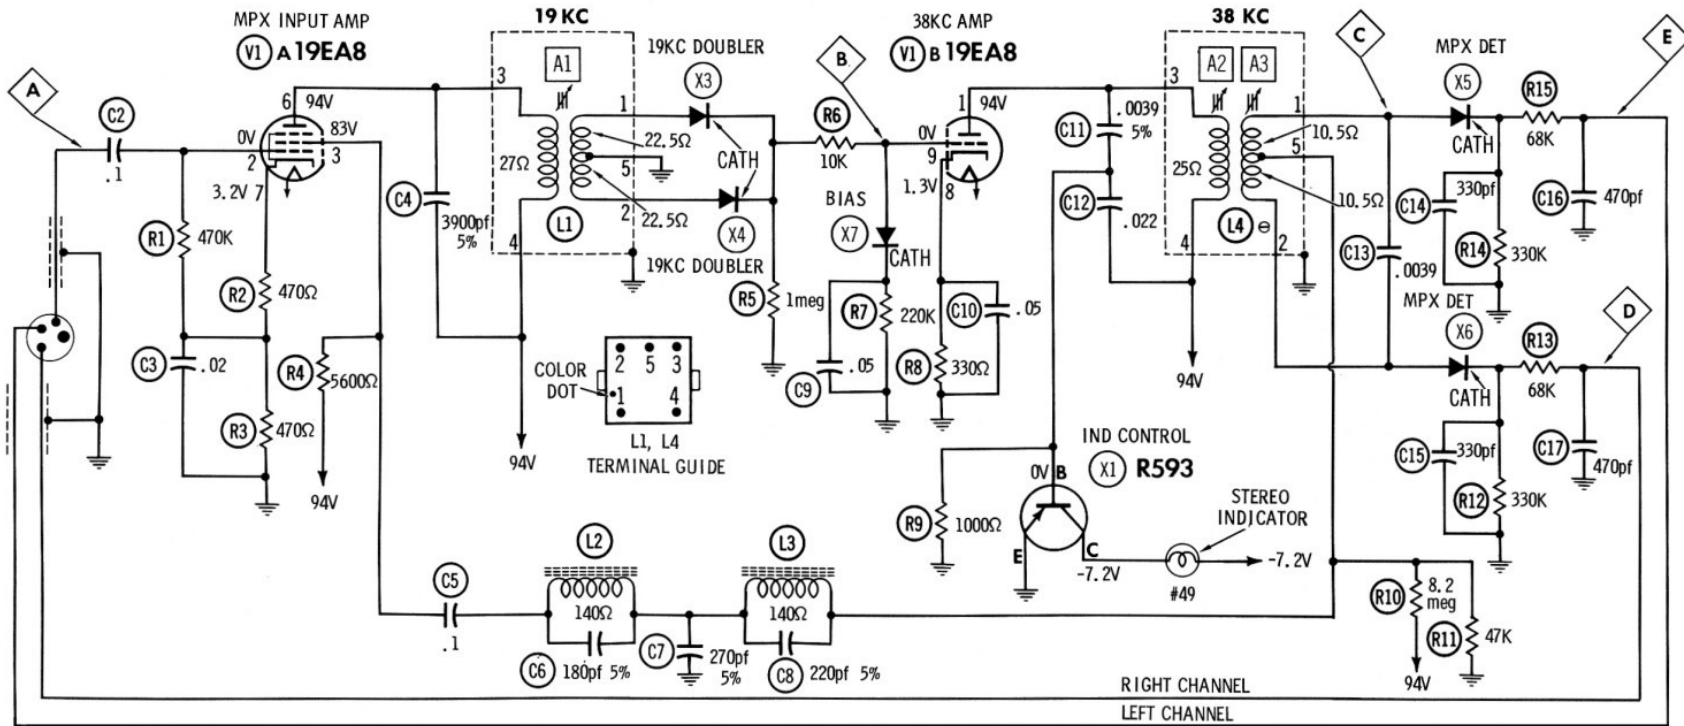 MPX INPUT AMP
V1 A 19EA8
19 KC
19KC DOUBLER
38KC AMP
V1 B 19EA8
38 KC
MPX DET
A
B
C
E
C2
.1
6 94V
0V
83V
2
3
3.2V 7
A1
3
1
5
2
4
27Ω
22.5Ω
22.5Ω
L1
X3
CATH
X4
19KC DOUBLER
R6
10K
1 94V
0V
9
1.3V
8
C11
.0039
5%
C12
.022
A2
A3
3
1
5
4
2
25Ω
10.5Ω
10.5Ω
L4 ⊖
X5
CATH
R15
68K
C14
330pf
R14
330K
C16
470pf
C13
.0039
MPX DET
X6
CATH
R13
68K
D
C15
330pf
R12
330K
C17
470pf
R1
470K
R2
470Ω
C3
.02
R3
470Ω
R4
5600Ω
94V
C4
3900pf
5%
94V
R5
1meg
BIAS
X7
CATH
R7
220K
C9
.05
R8
330Ω
C10
.05
94V
COLOR
DOT
2 5 3
1 4
L1, L4
TERMINAL GUIDE
IND CONTROL
X1 R593
0V B
E
C
-7.2V
R9
1000Ω
STEREO
INDICATOR
#49
-7.2V
C5
.1
L2
140Ω
C6 180pf 5%
C7
270pf
5%
L3
140Ω
C8 220pf 5%
R10
8.2
meg
R11
47K
94V
RIGHT CHANNEL
LEFT CHANNEL